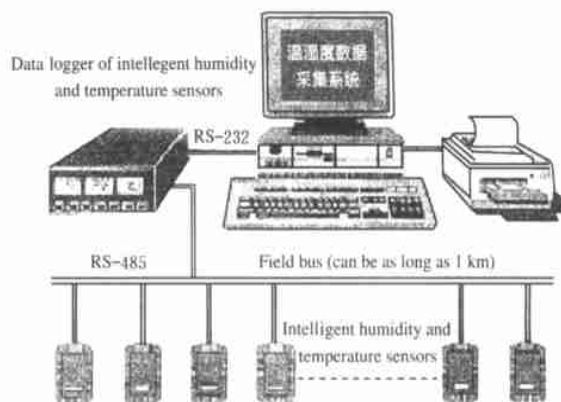 Data logger of intellegent humidity
and temperature sensors
温湿度数据
采集系统
RS-232
RS-485
Field bus (can be as long as 1 km)
Intelligent humidity and
temperature sensors